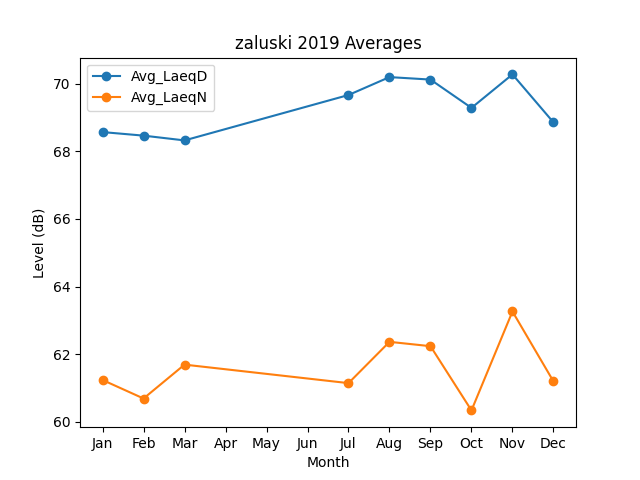 zaluski 2019 Averages
Avg_LaeqD
Avg_LaeqN
70
68
66
64
62
60
Level (dB)
Jan Feb Mar Apr May Jun Jul Aug Sep Oct Nov Dec
Month